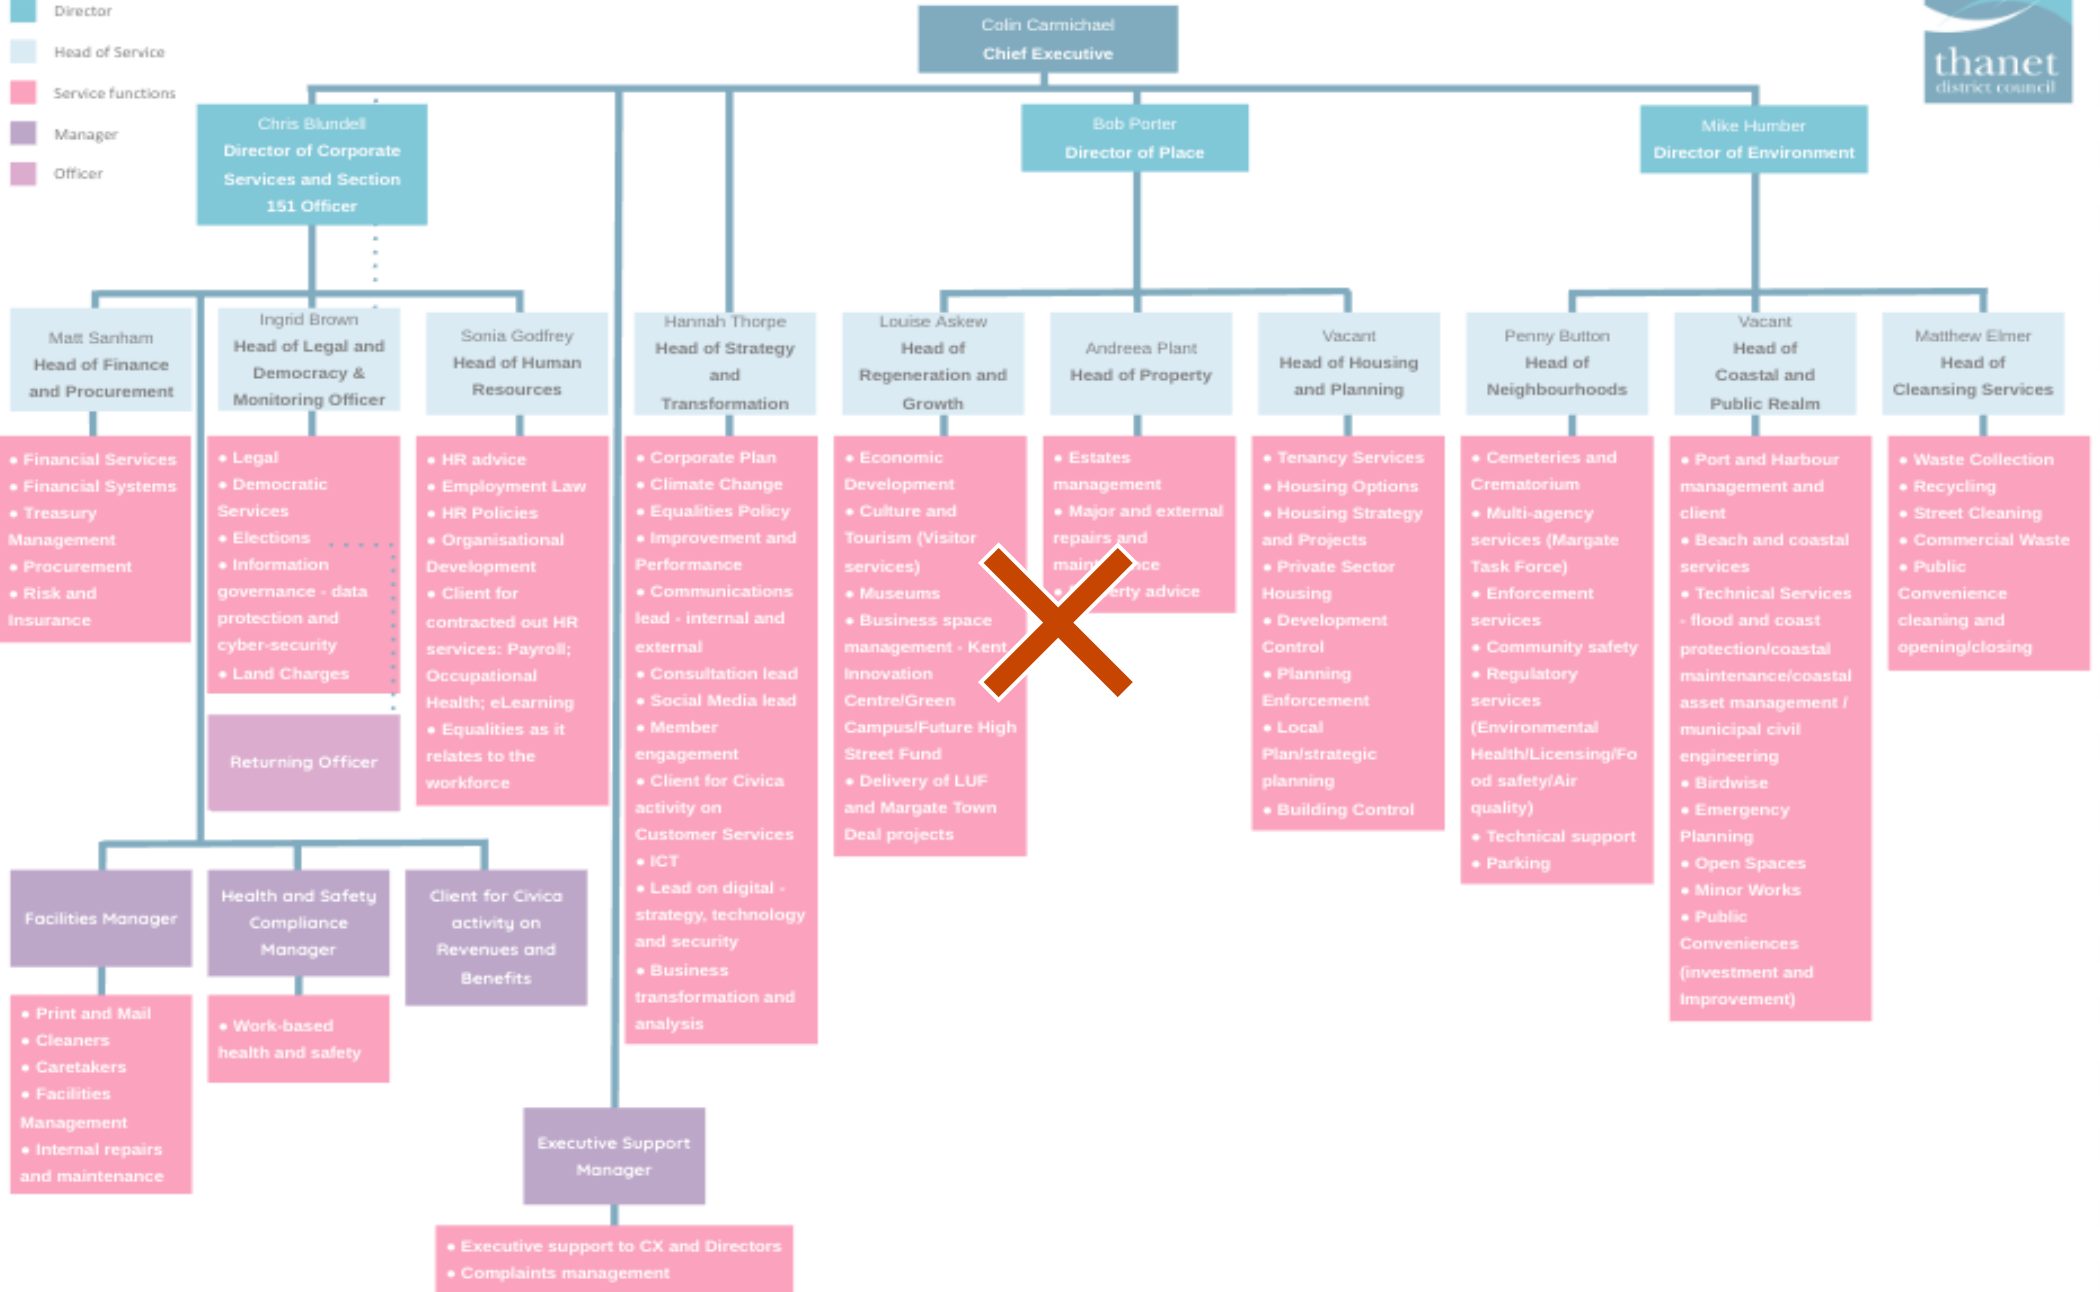 Director
Head of Service
Service functions
Manager
Officer
thanet
district council
Colin Carmichael
Chief Executive
Chris Blundell
Director of Corporate
Services and Section
151 Officer
Bob Porter
Director of Place
Mike Humber
Director of Environment
Matt Sanham
Head of Finance
and Procurement
Ingrid Brown
Head of Legal and
Democracy &
Monitoring Officer
Sonia Godfrey
Head of Human
Resources
Hannah Thorpe
Head of Strategy
and
Transformation
Louise Askew
Head of
Regeneration and
Growth
Andreea Plant
Head of Property
Vacant
Head of Housing
and Planning
Penny Button
Head of
Neighbourhoods
Vacant
Head of
Coastal and
Public Realm
Matthew Elmer
Head of
Cleansing Services
● Financial Services
● Financial Systems
● Treasury
Management
● Procurement
● Risk and
Insurance
● Legal
● Democratic
Services
● Elections
● Information
governance - data
protection and
cyber-security
● Land Charges
Returning Officer
● HR advice
● Employment Law
● HR Policies
● Organisational
Development
● Client for
contracted out HR
services: Payroll;
Occupational
Health; eLearning
● Equalities as it
relates to the
workforce
● Corporate Plan
● Climate Change
● Equalities Policy
● Improvement and
Performance
● Communications
lead - internal and
external
● Consultation lead
● Social Media lead
● Member
engagement
● Client for Civica
activity on
Customer Services
● ICT
● Lead on digital -
strategy, technology
and security
● Business
transformation and
analysis
● Economic
Development
● Culture and
Tourism (Visitor
services)
● Museums
● Business space
management - Kent
Innovation
Centre/Green
Campus/Future High
Street Fund
● Delivery of LUF
and Margate Town
Deal projects
● Estates
management
● Major and external
repairs and
advice
● Tenancy Services
● Housing Options
● Housing Strategy
and Projects
● Private Sector
Housing
● Development
Control
● Planning
Enforcement
● Local
Plan/strategic
planning
● Building Control
● Cemeteries and
Crematorium
● Multi-agency
services (Margate
Task Force)
● Enforcement
services
● Community safety
● Regulatory
services
(Environmental
Health/Licensing/Fo
od safety/Air
quality)
● Technical support
● Parking
● Port and Harbour
management and
client
● Beach and coastal
services
● Technical Services
- flood and coast
protection/coastal
maintenance/coastal
asset management /
municipal civil
engineering
● Birdwise
● Emergency
Planning
● Open Spaces
● Minor Works
● Public
Conveniences
(investment and
Improvement)
● Waste Collection
● Recycling
● Street Cleaning
● Commercial Waste
● Public
Convenience
cleaning and
opening/closing
Facilities Manager
Health and Safety
Compliance
Manager
Client for Civica
activity on
Revenues and
Benefits
● Print and Mail
● Cleaners
● Caretakers
● Facilities
Management
● Internal repairs
and maintenance
● Work-based
health and safety
Executive Support
Manager
● Executive support to CX and Directors
● Complaints management